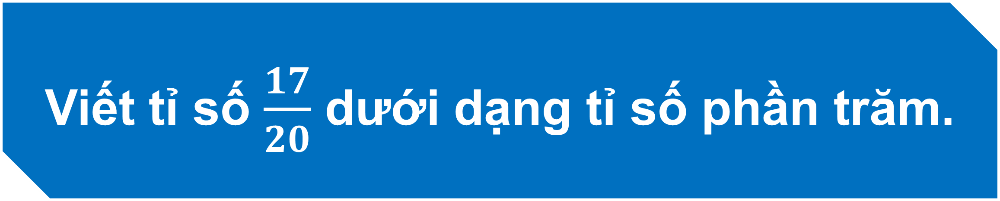 Viết tỉ số 17/20 dưới dạng tỉ số phần trăm.